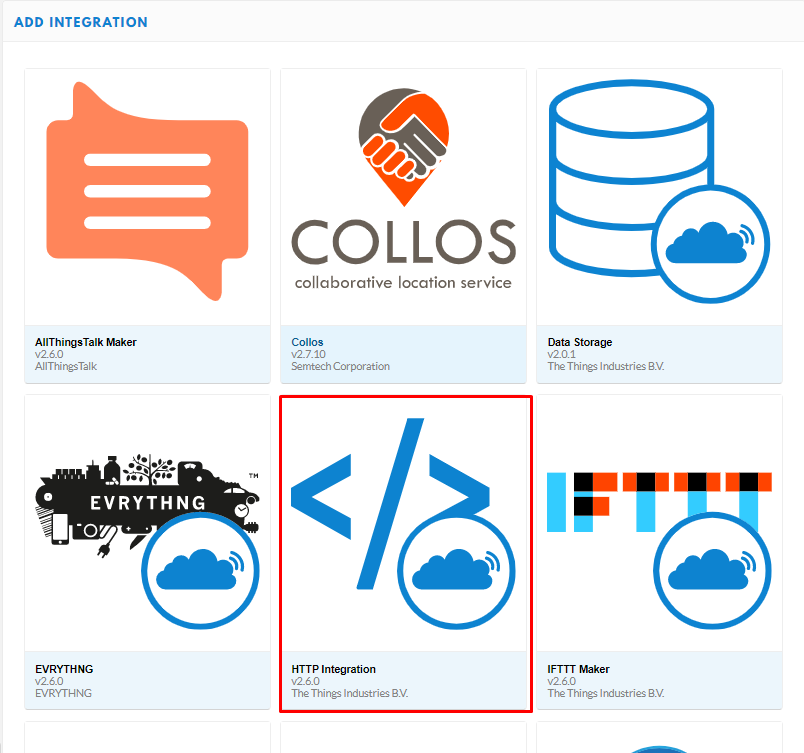 ADD INTEGRATION
COLLOS
collaborative location service
AllThingsTalk Maker
v2.6.0
AllThingsTalk
Collos
v2.7.10
Semtech Corporation
Data Storage
v2.0.1
The Things Industries B.V.
EVRYTHNG
TM
</>
IFTTT
EVRYTHNG
v2.6.0
EVRYTHNG
HTTP Integration
v2.6.0
The Things Industries B.V.
IFTTT Maker
v2.6.0
The Things Industries B.V.